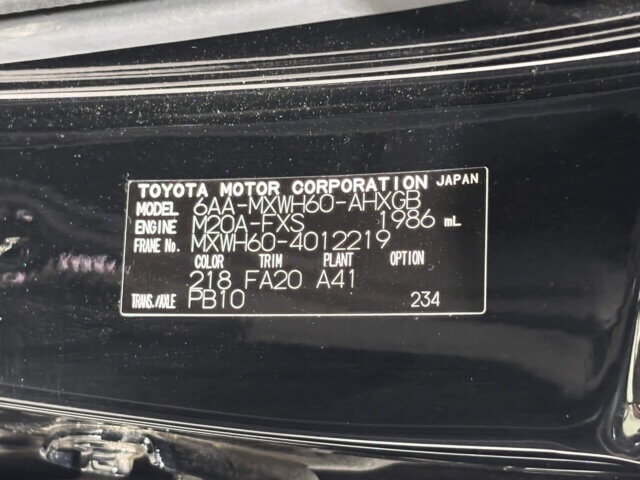 TOYOTA MOTOR CORPORATION JAPAN
MODEL 6AA-MXWH60-AHXGB
ENGINE M20A-FXS 1986 mL
FRAME No. MXWH60-4012219
COLOR TRIM PLANT OPTION
218 FA20 A41
TRANS./AXLE PB10 234